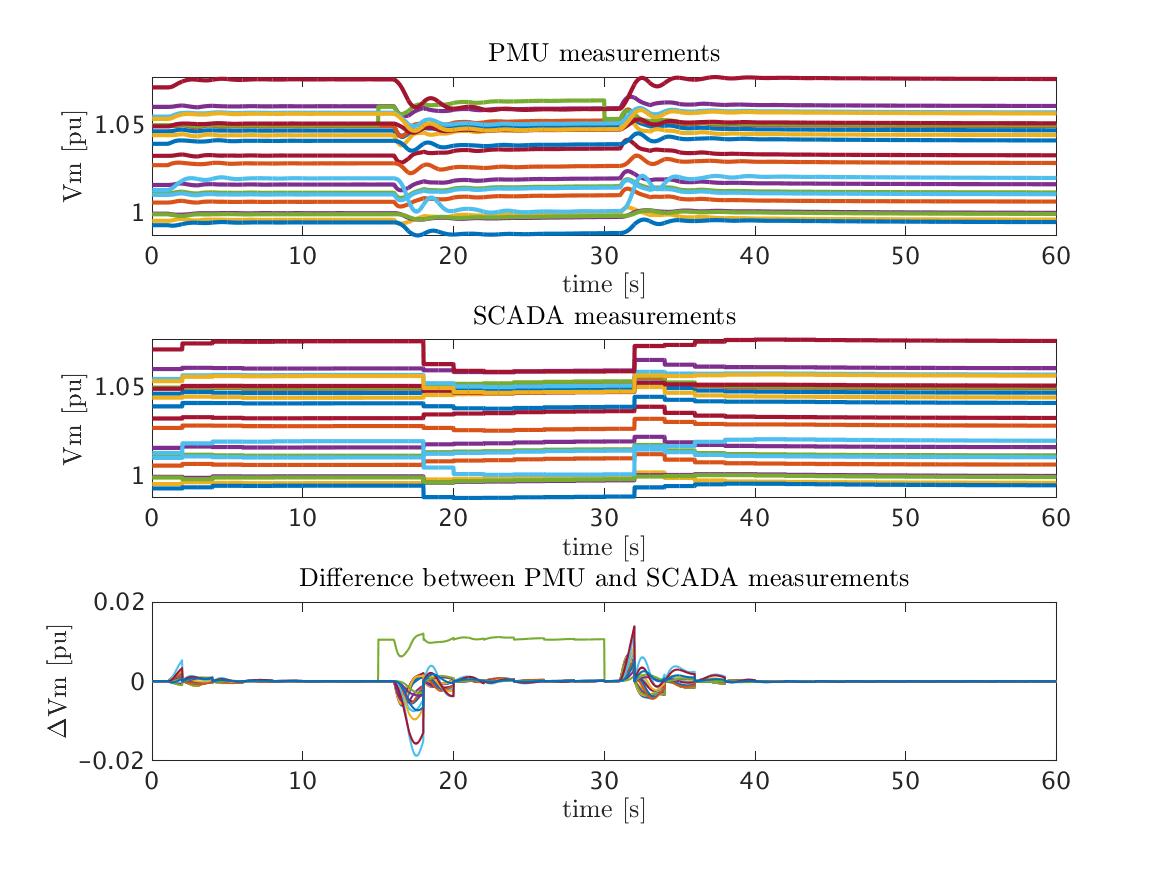 PMU measurements
1.05
1
Vm [pu]
0 10 20 30 40 50 60
time [s]
SCADA measurements
1.05
1
Vm [pu]
0 10 20 30 40 50 60
time [s]
Difference between PMU and SCADA measurements
0.02
0
-0.02
ΔVm [pu]
0 10 20 30 40 50 60
time [s]